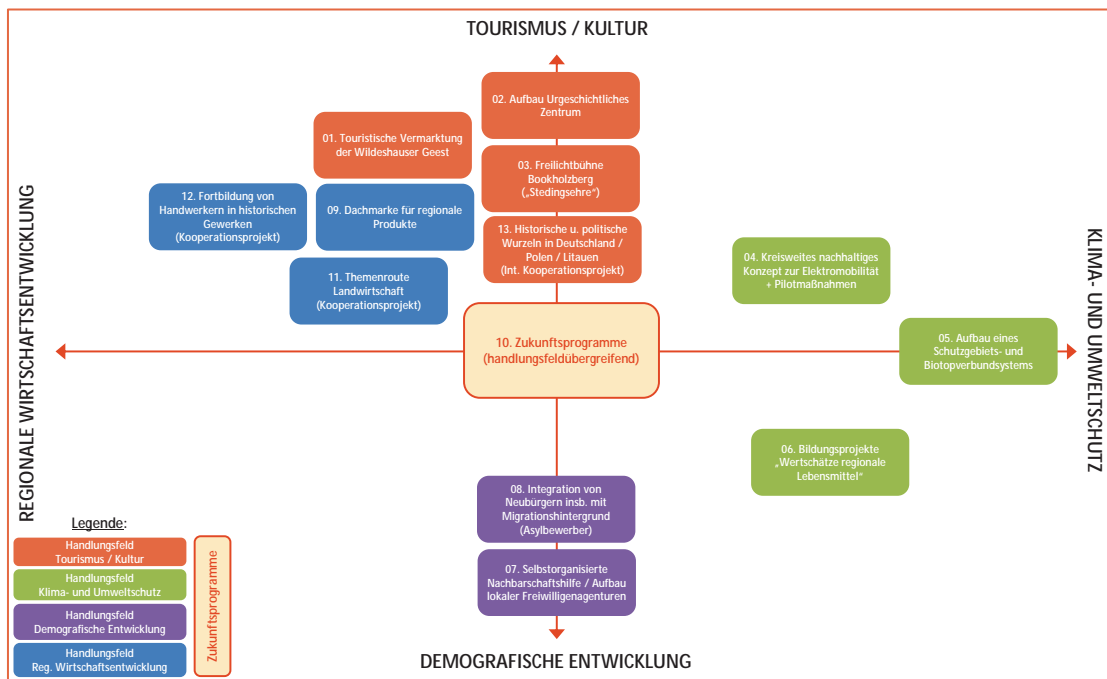 TOURISMUS / KULTUR
02. Aufbau Urgeschichtliches
Zentrum
01. Touristische Vermarktung
der Wildeshauser Geest
03. Freilichtbühne
Bookholzberg
(„Stedingsehre“)
12. Fortbildung von
Handwerkern in historischen
Gewerken
(Kooperationsprojekt)
09. Dachmarke für regionale
Produkte
13. Historische u. politische
Wurzeln in Deutschland /
Polen / Litauen
(Int. Kooperationsprojekt)
11. Themenroute
Landwirtschaft
(Kooperationsprojekt)
04. Kreisweites nachhaltiges
Konzept zur Elektromobilität
+ Pilotmaßnahmen
REGIONALE WIRTSCHAFTSENTWICKLUNG
10. Zukunftsprogramme
(handlungsfeldübergreifend)
05. Aufbau eines
Schutzgebiets- und
Biotopverbundsystems
KLIMA- UND UMWELTSCHUTZ
06. Bildungsprojekte
„Wertschätze regionale
Lebensmittel“
08. Integration von
Neubürgern insb. mit
Migrationshintergrund
(Asylbewerber)
07. Selbstorganisierte
Nachbarschaftshilfe / Aufbau
lokaler Freiwilligenagenturen
DEMOGRAFISCHE ENTWICKLUNG
Legende:
Handlungsfeld
Tourismus / Kultur
Handlungsfeld
Klima- und Umweltschutz
Handlungsfeld
Demografische Entwicklung
Handlungsfeld
Reg. Wirtschaftsentwicklung
Zukunftsprogramme